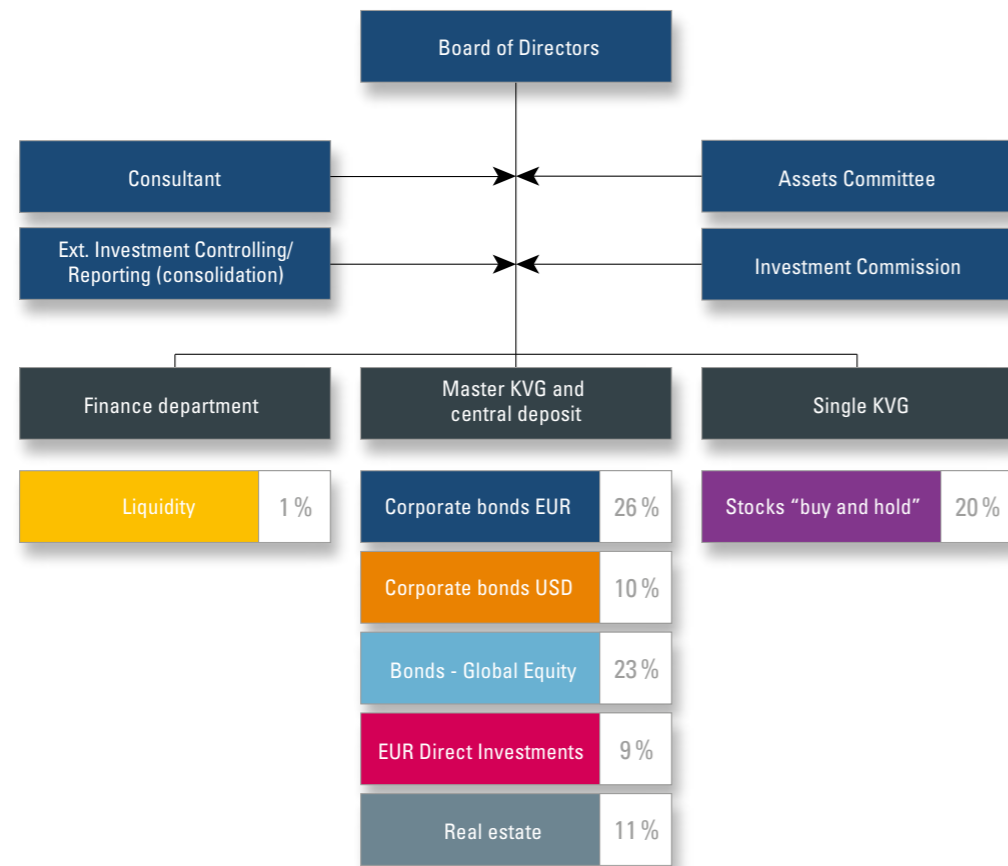 Board of Directors
Consultant
Assets Committee
Ext. Investment Controlling/
Reporting (consolidation)
Investment Commission
Finance department
Master KVG and
central deposit
Single KVG
Liquidity 1 %
Corporate bonds EUR 26 %
Stocks “buy and hold” 20 %
Corporate bonds USD 10 %
Bonds - Global Equity 23 %
EUR Direct Investments 9 %
Real estate 11 %